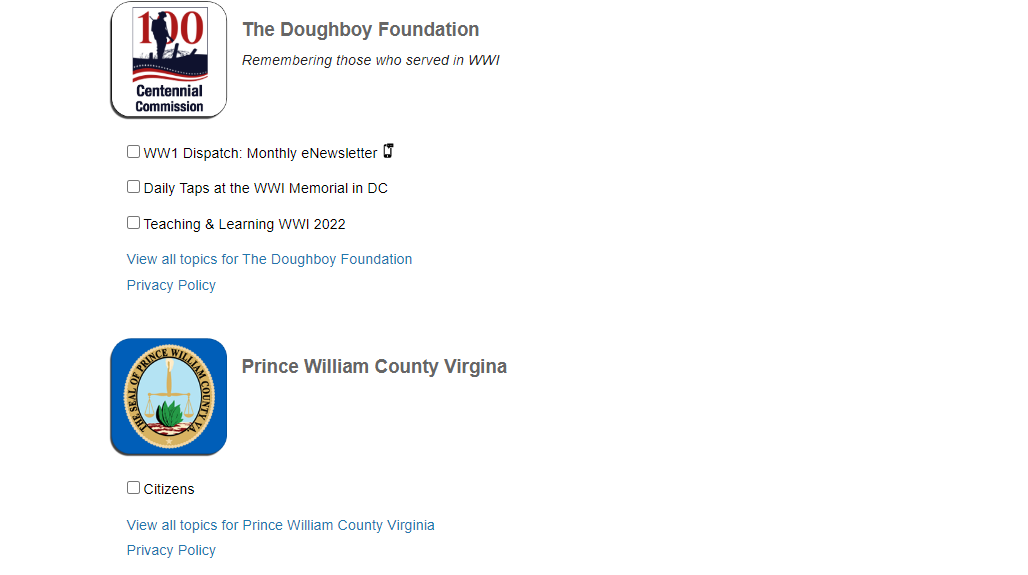 100
Centennial
Commission
The Doughboy Foundation
Remembering those who served in WWI
WW1 Dispatch: Monthly eNewsletter
Daily Taps at the WWI Memorial in DC
Teaching & Learning WWI 2022
View all topics for The Doughboy Foundation
Privacy Policy
THE SEAL OF PRINCE WILLIAM COUNTY VA.
Prince William County Virgina
Citizens
View all topics for Prince William County Virginia
Privacy Policy